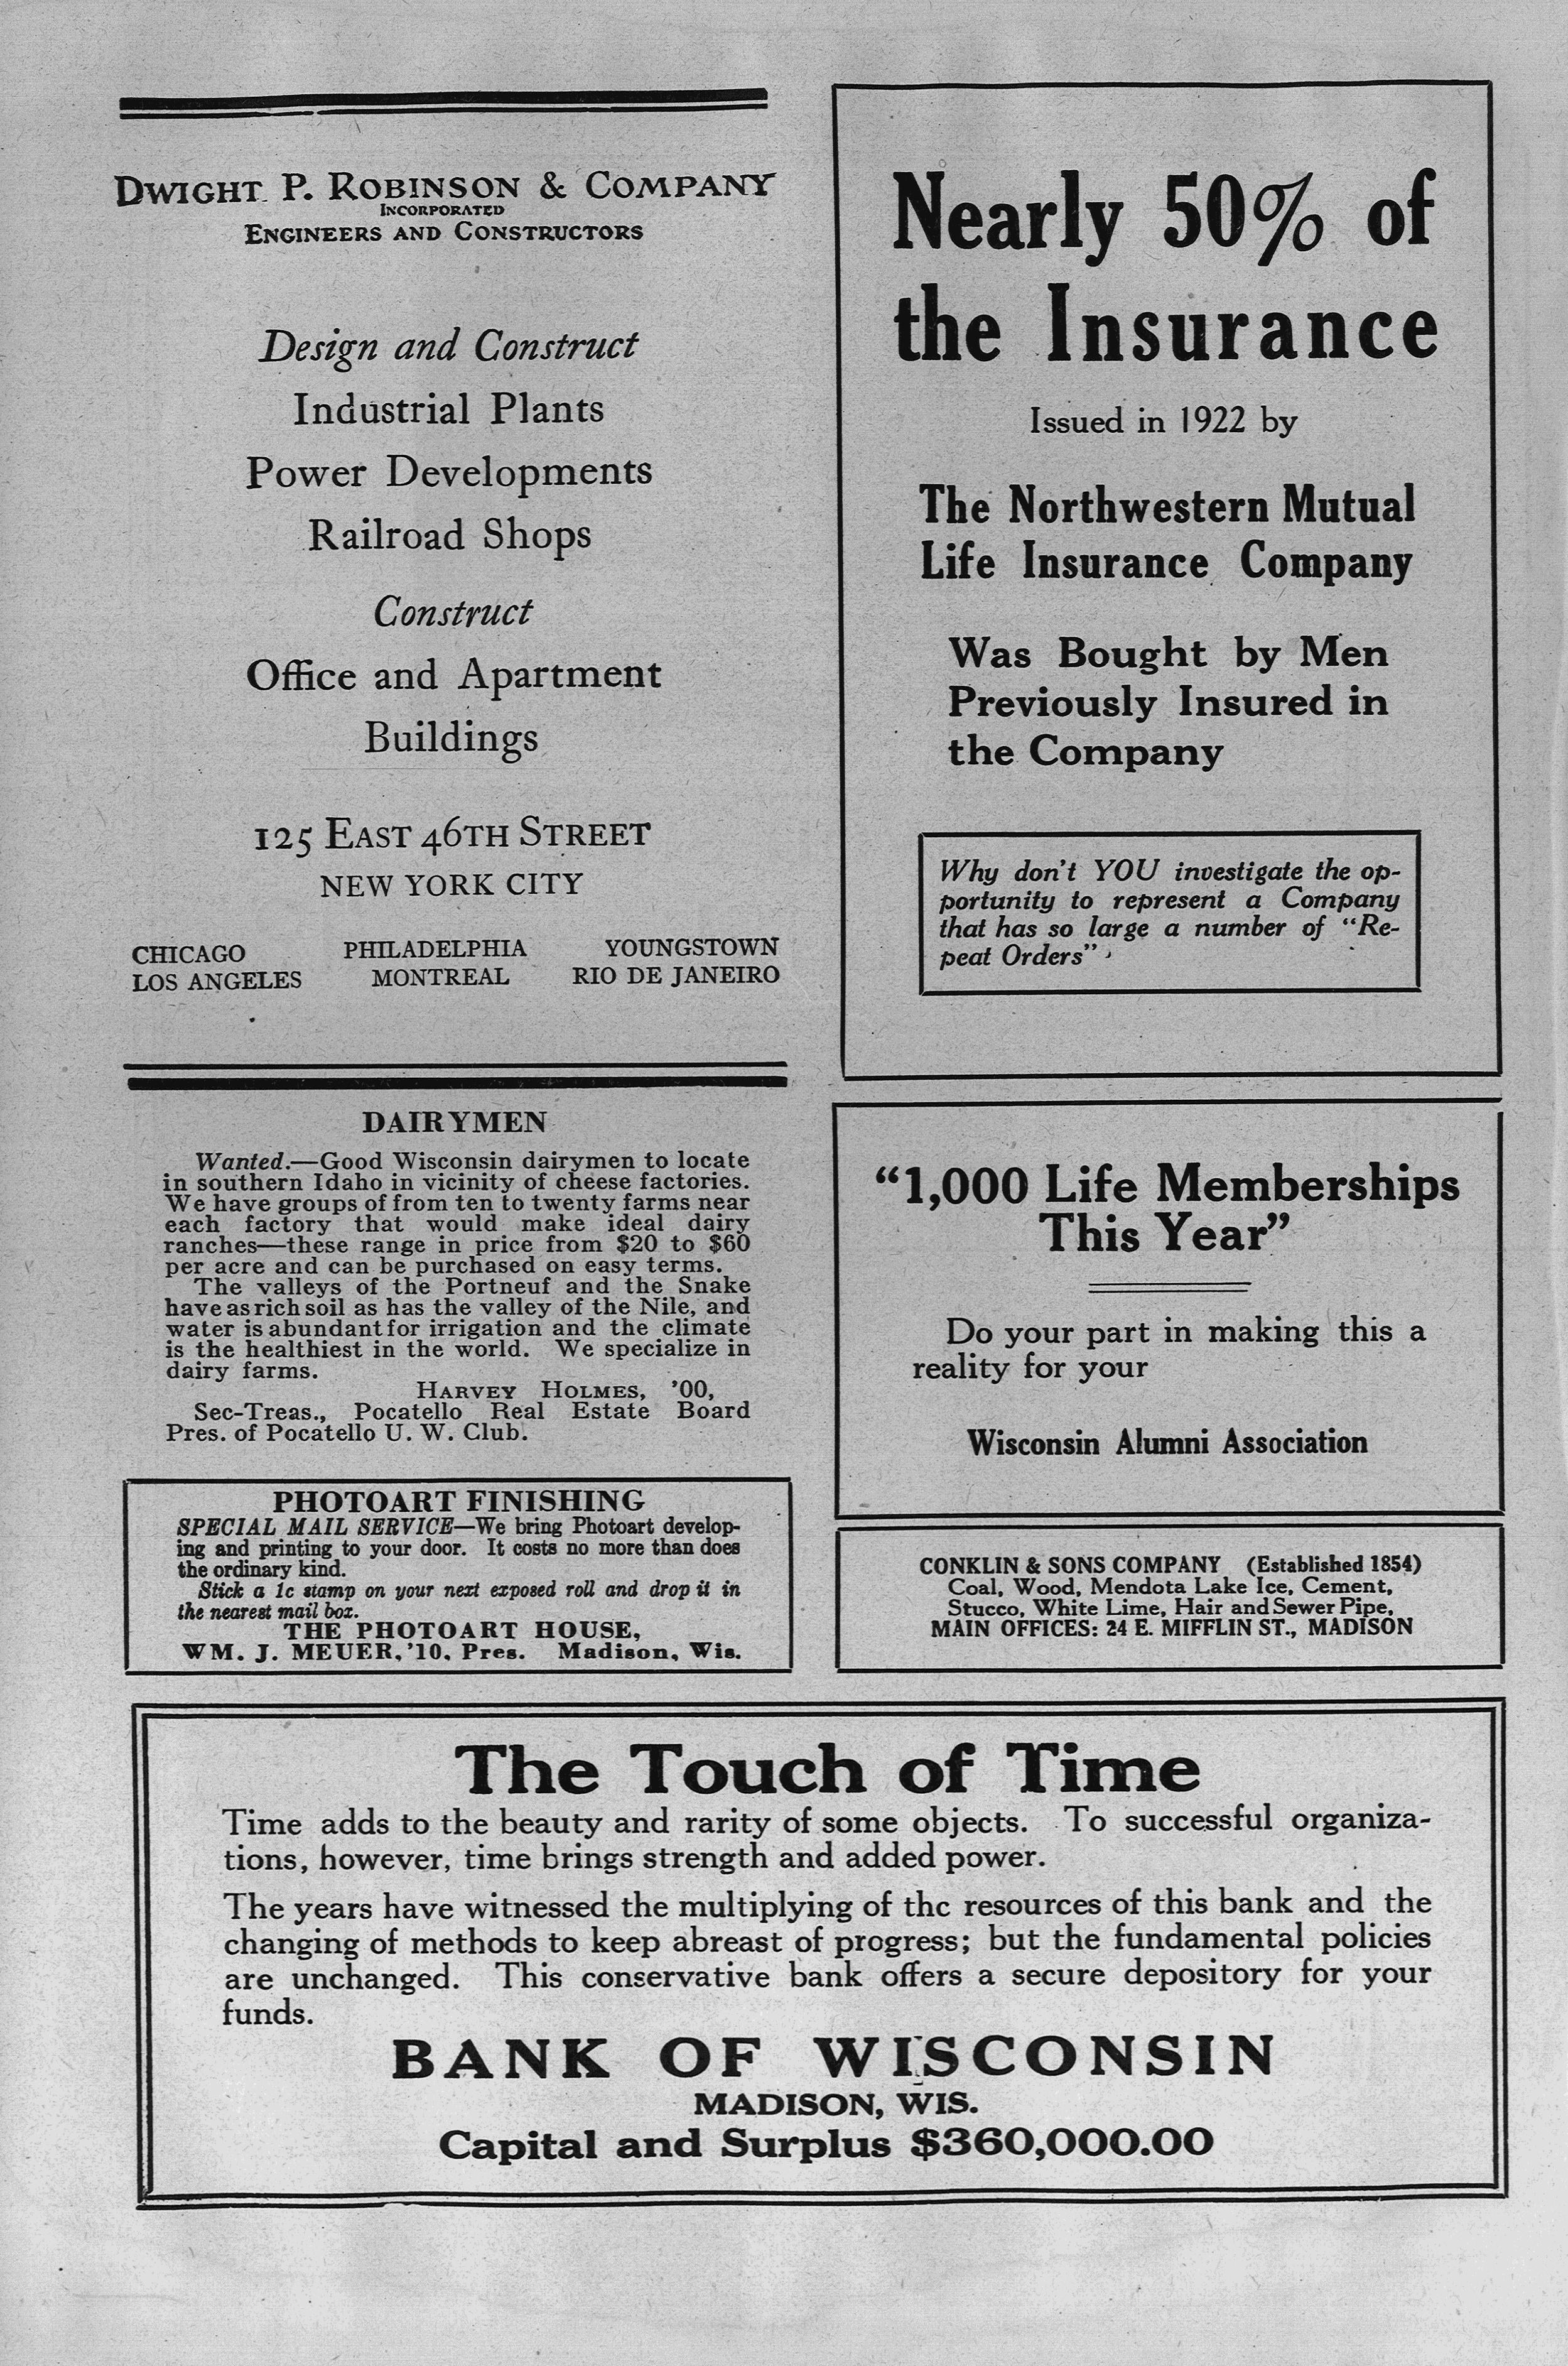 DWIGHT P. ROBINSON & COMPANY
INCORPORATED
ENGINEERS AND CONSTRUCTORS
Design and Construct
Industrial Plants
Power Developments
Railroad Shops
Construct
Office and Apartment
Buildings
125 EAST 46TH STREET
NEW YORK CITY
CHICAGO PHILADELPHIA YOUNGSTOWN
LOS ANGELES MONTREAL RIO DE JANEIRO
Nearly 50% of
the Insurance
Issued in 1922 by
The Northwestern Mutual
Life Insurance Company
Was Bought by Men
Previously Insured in
the Company
Why don't YOU investigate the op-
portunity to represent a Company
that has so large a number of "Re-
peat Orders"
DAIRYMEN
Wanted.—Good Wisconsin dairymen to locate
in southern Idaho in vicinity of cheese factories.
We have groups of from ten to twenty farms near
each factory that would make ideal dairy
ranches—these range in price from $20 to $60
per acre and can be purchased on easy terms.
The valleys of the Portneuf and the Snake
have as rich soil as has the valley of the Nile, and
water is abundant for irrigation and the climate
is the healthiest in the world. We specialize in
dairy farms.
HARVEY HOLMES, '00,
Sec-Treas., Pocatello Real Estate Board
Pres. of Pocatello U. W. Club.
"1,000 Life Memberships
This Year"
Do your part in making this a
reality for your
Wisconsin Alumni Association
PHOTOART FINISHING
SPECIAL MAIL SERVICE—We bring Photoart develop-
ing and printing to your door. It costs no more than does
the ordinary kind.
Stick a 1c stamp on your next exposed roll and drop it in
the nearest mail box.
THE PHOTOART HOUSE,
WM. J. MEUER, '10, Pres. Madison, Wis.
CONKLIN & SONS COMPANY (Established 1854)
Coal, Wood, Mendota Lake Ice, Cement,
Stucco, White Lime, Hair and Sewer Pipe,
MAIN OFFICES: 24 E. MIFFLIN ST., MADISON
The Touch of Time
Time adds to the beauty and rarity of some objects. To successful organiza-
tions, however, time brings strength and added power.
The years have witnessed the multiplying of thc resources of this bank and the
changing of methods to keep abreast of progress; but the fundamental policies
are unchanged. This conservative bank offers a secure depository for your
funds.
BANK OF WISCONSIN
MADISON, WIS.
Capital and Surplus $360,000.00